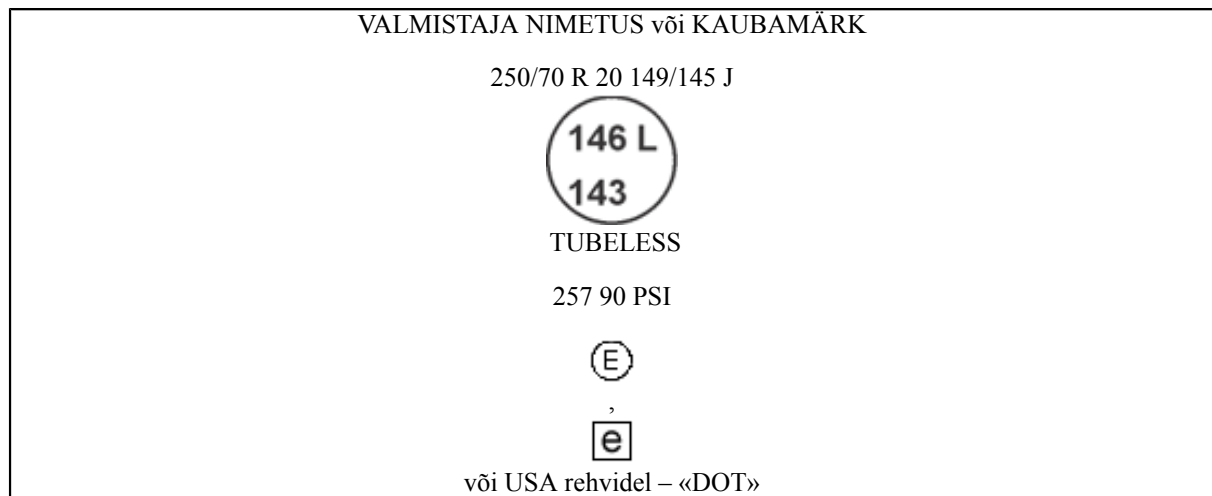 VALMISTAJA NIMETUS või KAUBAMÄRK
250/70 R 20 149/145 J
146 L
143
TUBELESS
257 90 PSI
E
,
e
või USA rehvidel – «DOT»